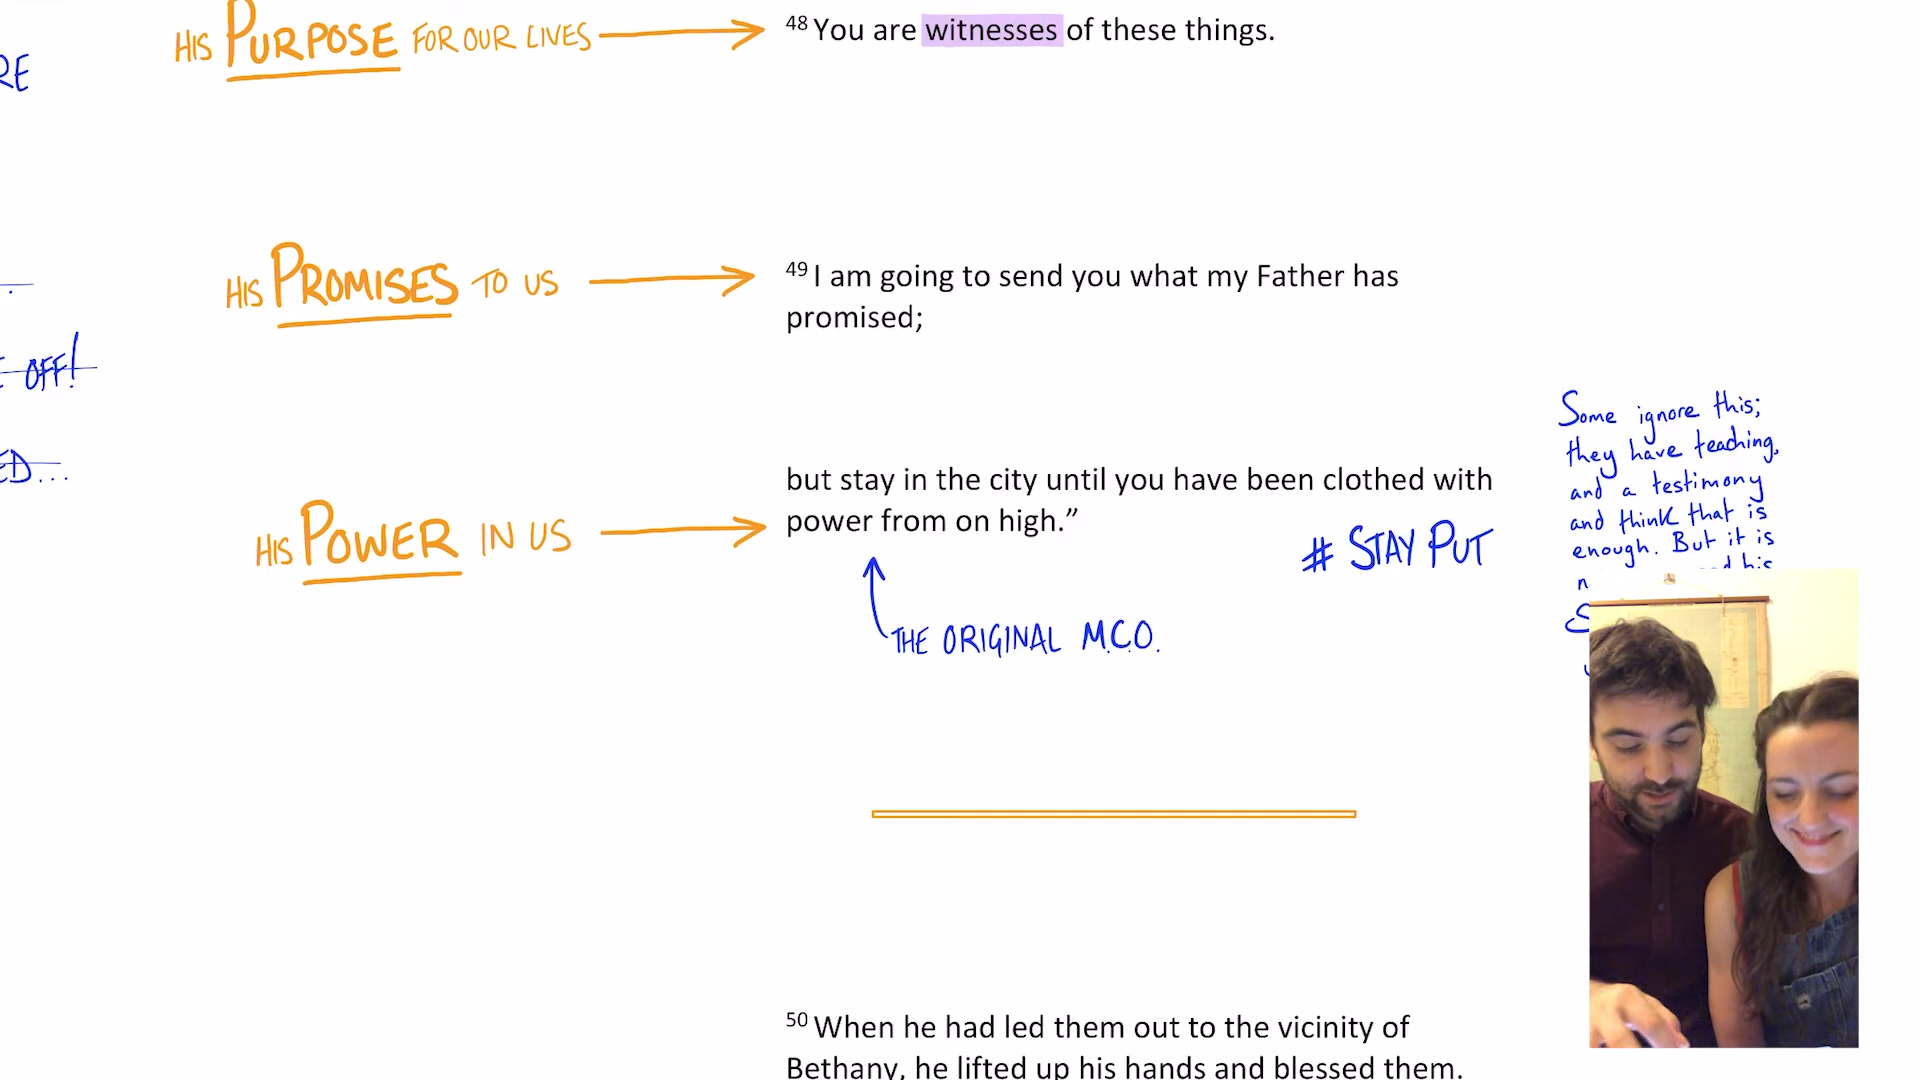 HIS PURPOSE FOR OUR LIVES
48 You are witnesses of these things.
RE
HIS PROMISES TO US
49 I am going to send you what my Father has
promised;
OFF!
ED...
HIS POWER IN US
but stay in the city until you have been clothed with
power from on high.”
# STAY PUT
THE ORIGINAL M.C.O.
Some ignore this;
they have teaching,
and a testimony
and think that is
enough. But it is
his
50 When he had led them out to the vicinity of
Bethany, he lifted up his hands and blessed them.